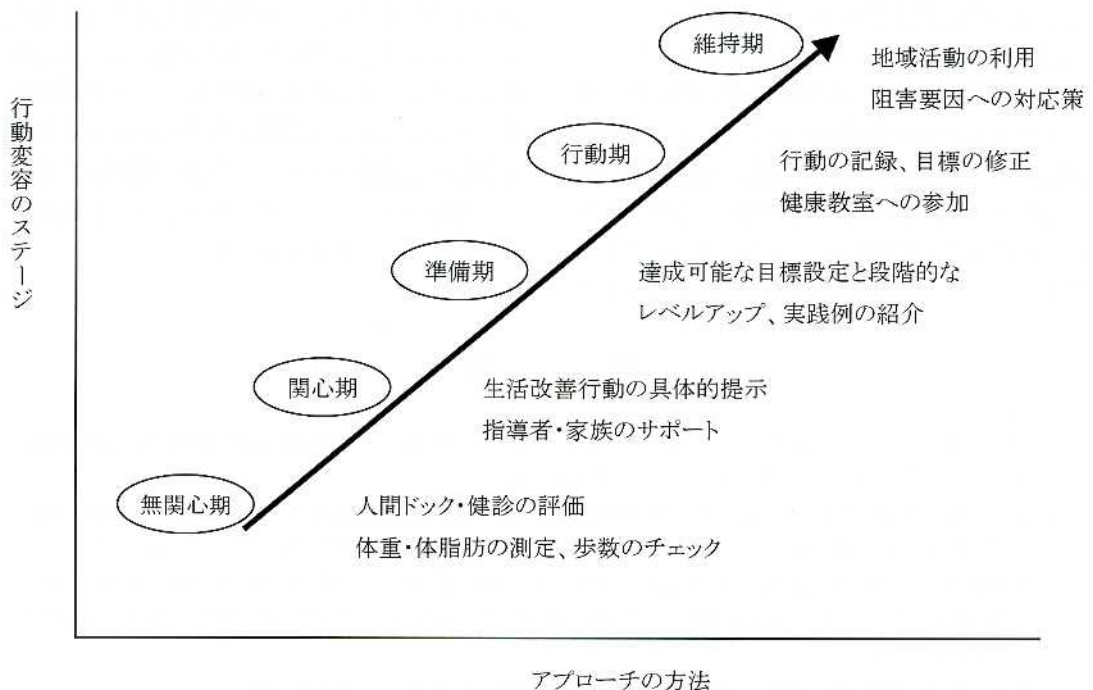 行動変容のステージ
維持期
地域活動の利用
阻害要因への対応策
行動期
行動の記録、目標の修正
健康教室への参加
準備期
達成可能な目標設定と段階的な
レベルアップ、実践例の紹介
関心期
生活改善行動の具体的提示
指導者・家族のサポート
無関心期
人間ドック・健診の評価
体重・体脂肪の測定、歩数のチェック
アプローチの方法